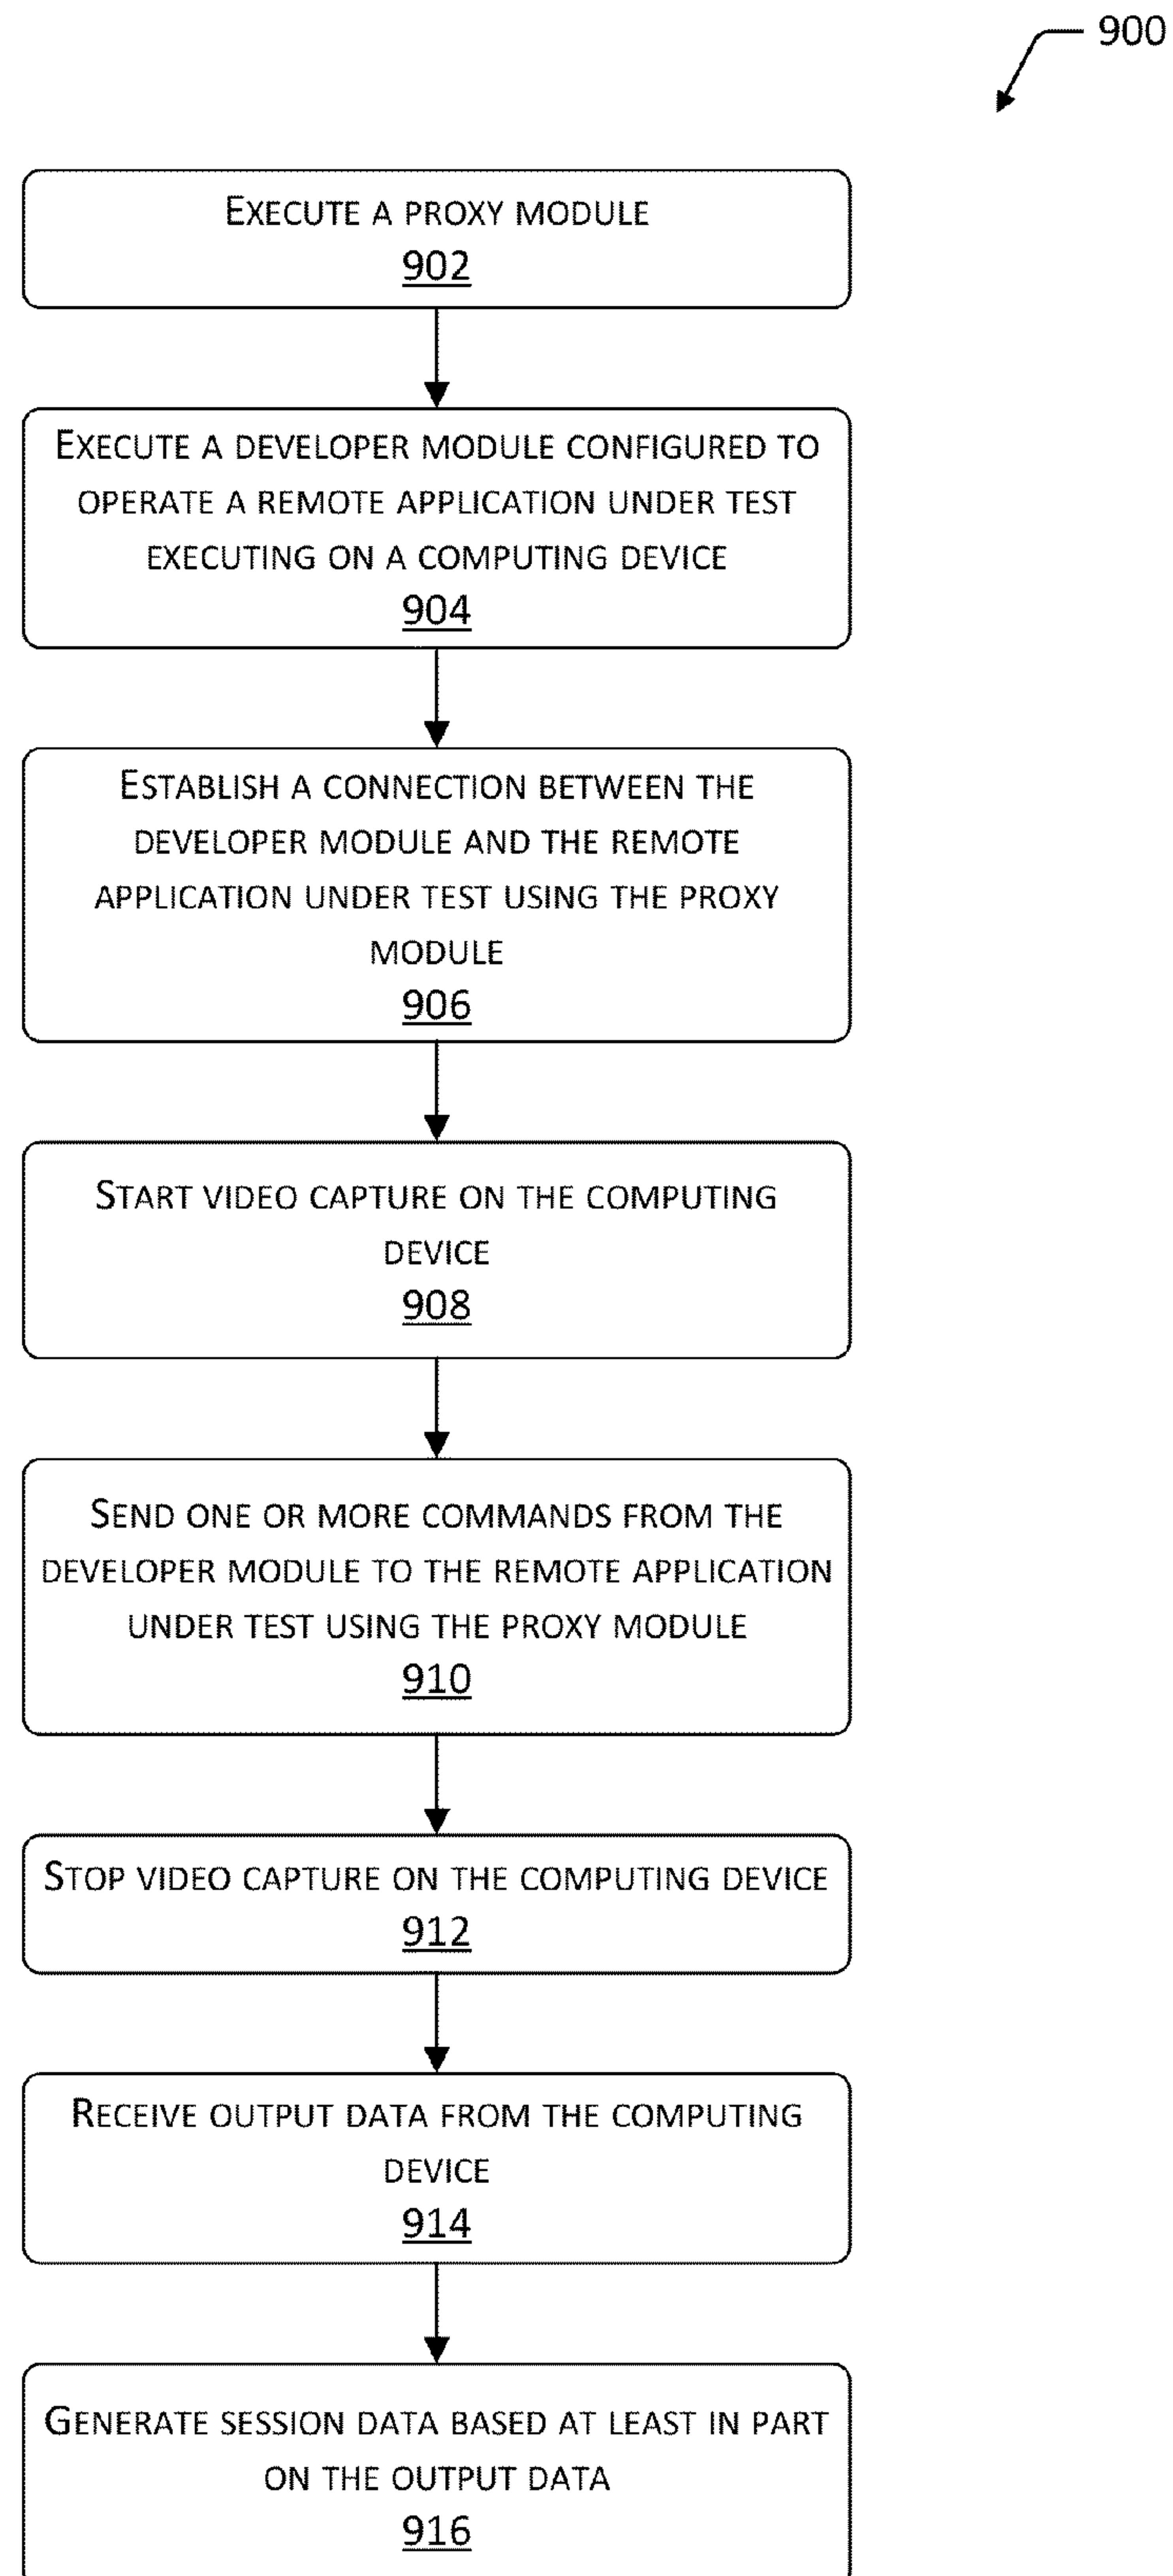 900
EXECUTE A PROXY MODULE
902
EXECUTE A DEVELOPER MODULE CONFIGURED TO
OPERATE A REMOTE APPLICATION UNDER TEST
EXECUTING ON A COMPUTING DEVICE
904
ESTABLISH A CONNECTION BETWEEN THE
DEVELOPER MODULE AND THE REMOTE
APPLICATION UNDER TEST USING THE PROXY
MODULE
906
START VIDEO CAPTURE ON THE COMPUTING
DEVICE
908
SEND ONE OR MORE COMMANDS FROM THE
DEVELOPER MODULE TO THE REMOTE APPLICATION
UNDER TEST USING THE PROXY MODULE
910
STOP VIDEO CAPTURE ON THE COMPUTING DEVICE
912
RECEIVE OUTPUT DATA FROM THE COMPUTING
DEVICE
914
GENERATE SESSION DATA BASED AT LEAST IN PART
ON THE OUTPUT DATA
916